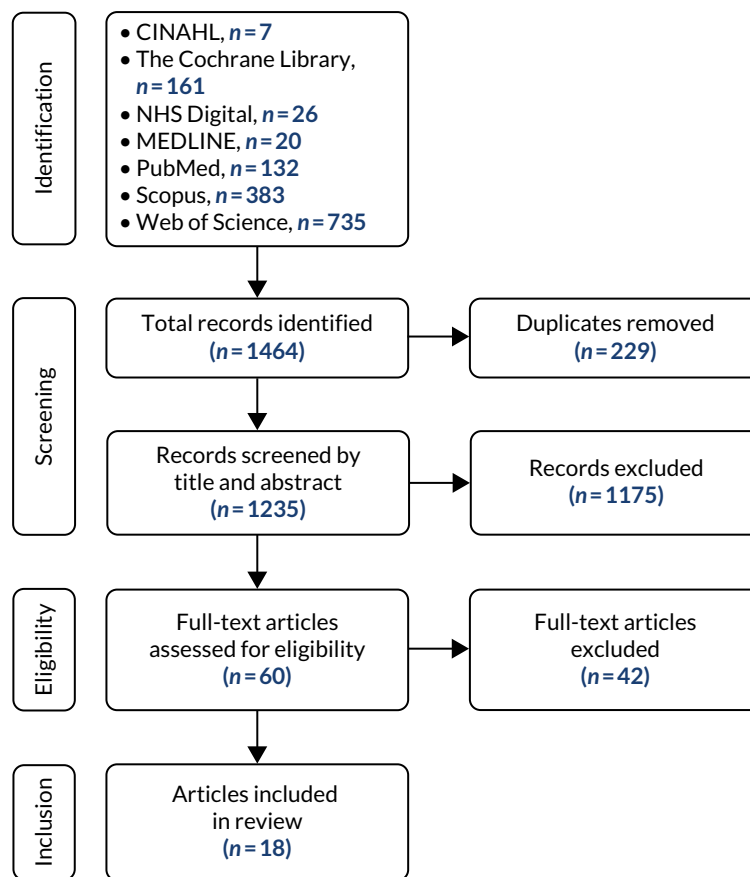 Identification
• CINAHL, n=7
• The Cochrane Library,
n=161
• NHS Digital, n=26
• MEDLINE, n=20
• PubMed, n=132
• Scopus, n=383
• Web of Science, n=735
Screening
Total records identified
(n=1464)
Duplicates removed
(n=229)
Records screened by
title and abstract
(n=1235)
Records excluded
(n=1175)
Eligibility
Full-text articles
assessed for eligibility
(n=60)
Full-text articles
excluded
(n=42)
Inclusion
Articles included
in review
(n=18)